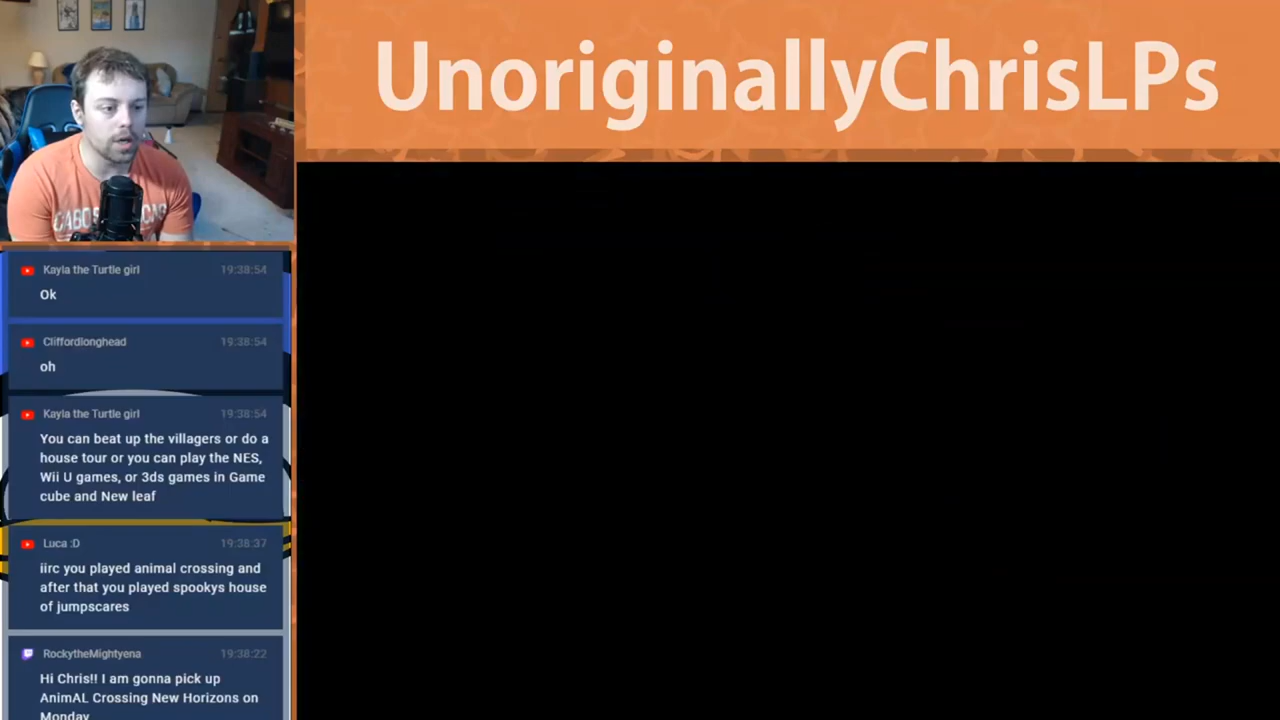 UnoriginallyChrisLPs
Kayla the Turtle girl 19:38:54
Ok
Cliffordlonghead 19:38:54
oh
Kayla the Turtle girl 19:38:54
You can beat up the villagers or do a
house tour or you can play the NES,
Wii U games, or 3ds games in Game
cube and New leaf
Luca :D 19:38:37
iirc you played animal crossing and
after that you played spookys house
of jumpscares
RockytheMightyena 19:38:22
Hi Chris!! I am gonna pick up
AnimAL Crossing New Horizons on
Monday